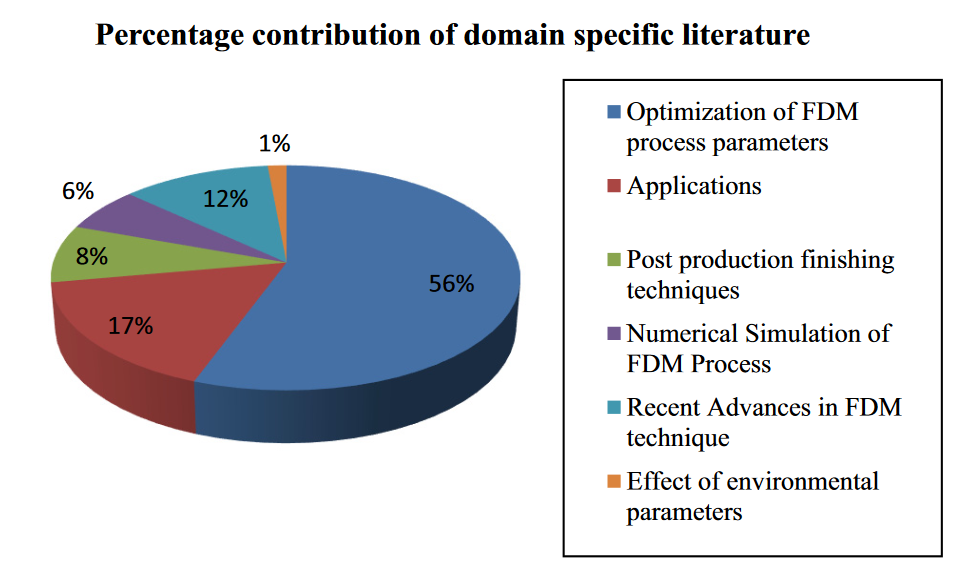 Percentage contribution of domain specific literature
1%
6%
12%
8%
56%
17%
Optimization of FDM
process parameters
Applications
Post production finishing
techniques
Numerical Simulation of
FDM Process
Recent Advances in FDM
technique
Effect of environmental
parameters